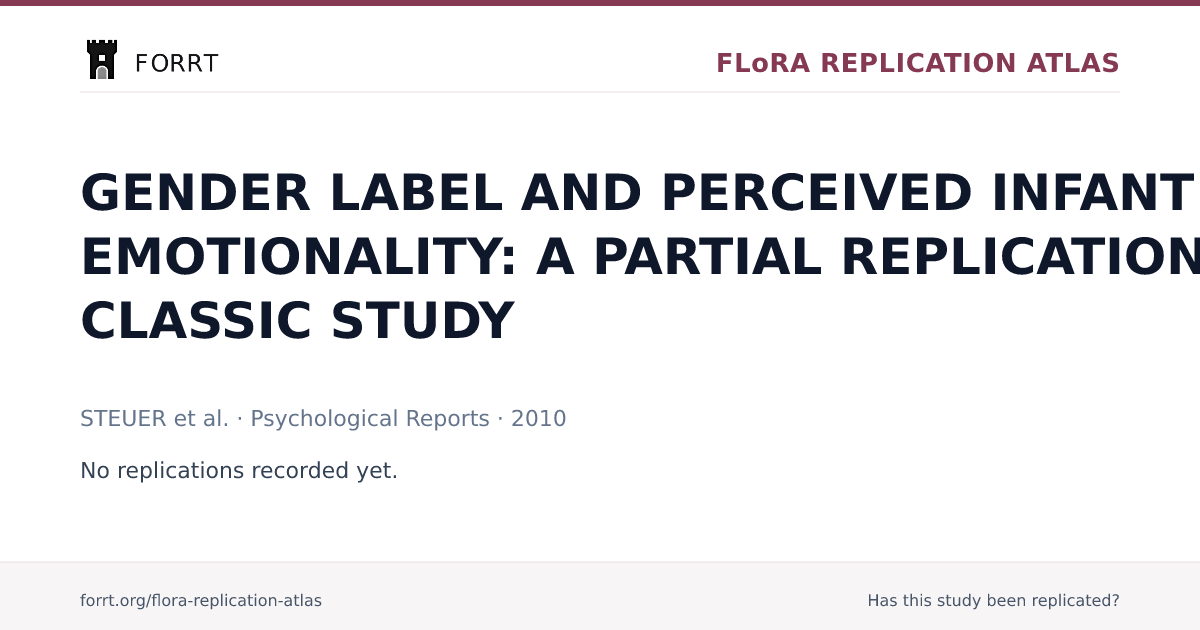 FORRT
FLoRA REPLICATION ATLAS
GENDER LABEL AND PERCEIVED INFANT
EMOTIONALITY: A PARTIAL REPLICATION
CLASSIC STUDY
STEUER et al. · Psychological Reports · 2010
No replications recorded yet.
forrt.org/flora-replication-atlas
Has this study been replicated?